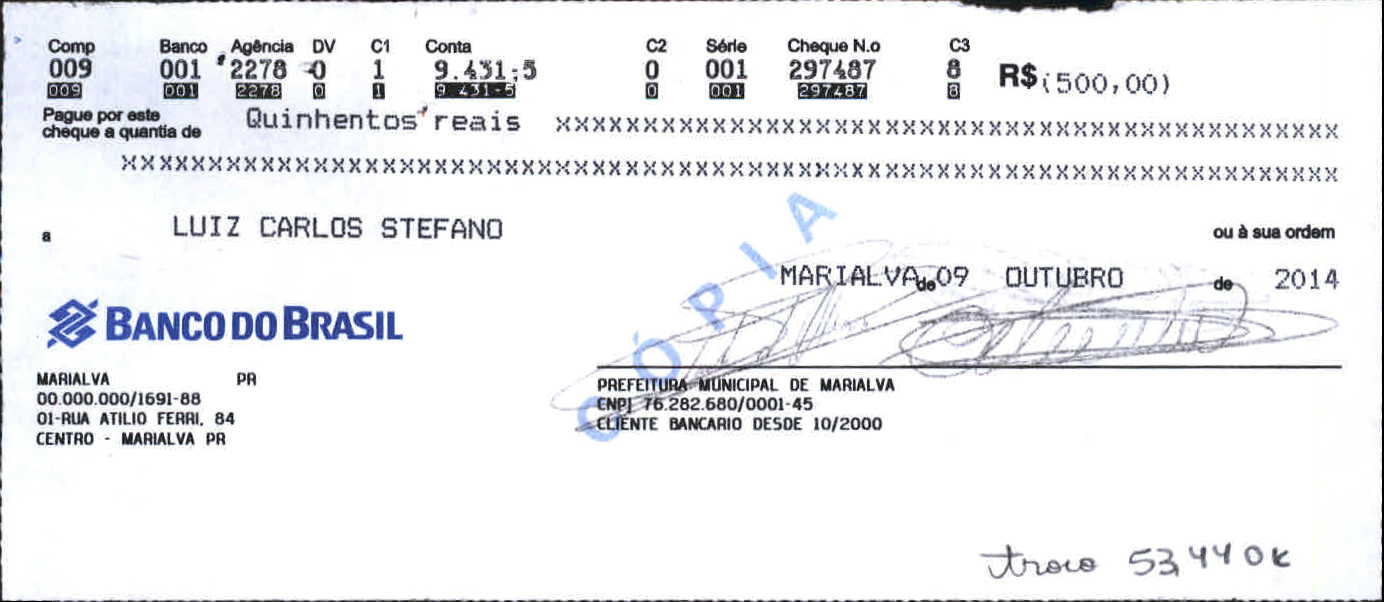 Comp Banco Agência DV C1 Conta C2 Série Cheque N.o C3
009 001 2278 -0 1 9.431-5 0 001 297487 8 R$(500,00)
009 001 2278 0 1 9 431-5 0 001 297487 8
Pague por este
cheque a quantia de Quinhentos reais XXXXXXXXXXXXXXXXXXXXXXXXXXXXXXXXXXXXXXXXXXXXXXXXXXXXXX
XXXXXXXXXXXXXXXXXXXXXXXXXXXXXXXXXXXXXXXXXXXXXXXXXXXXXXXXXXXXXXXXXXXXXXXXXXXXXXXXXXXX
a LUIZ CARLOS STEFANO ou à sua ordem
MARIALVA de 09 OUTUBRO de 2014
CÓPIA
BANCO DO BRASIL
MARIALVA PR
00.000.000/1691-88
01-RUA ATILIO FERRI, 84
CENTRO - MARIALVA PR
PREFEITURA MUNICIPAL DE MARIALVA
CNPJ 76.282.680/0001-45
CLIENTE BANCARIO DESDE 10/2000
troco 53,44 OK